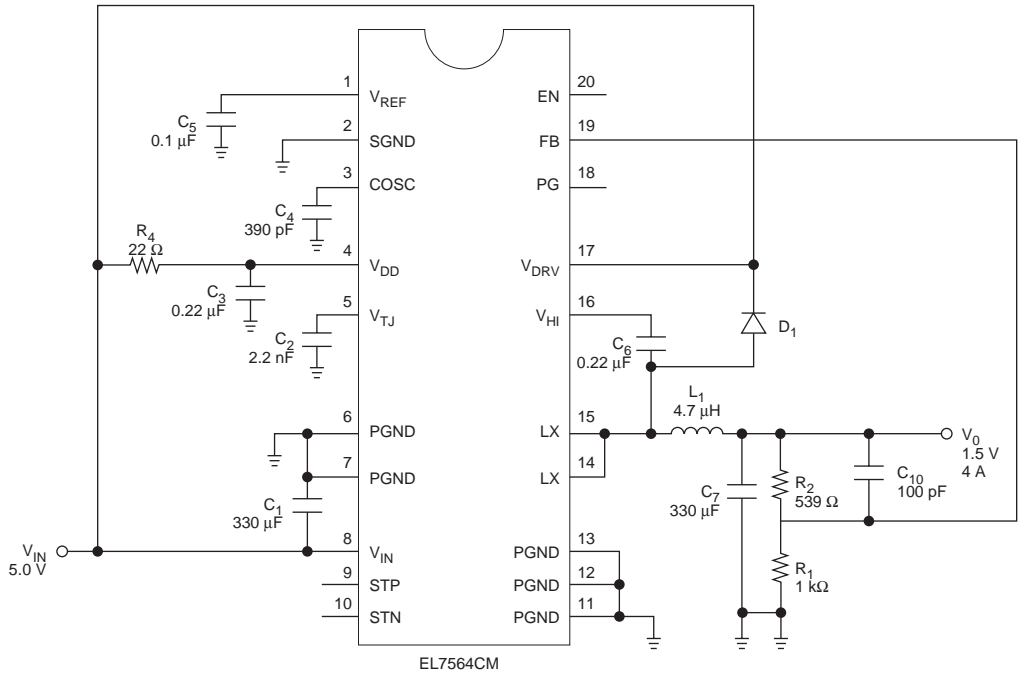 1
V_REF
C_5
0.1 µF
2
SGND
3
COSC
C_4
390 pF
R_4
22 Ω
4
V_DD
C_3
0.22 µF
5
V_TJ
C_2
2.2 nF
6
PGND
7
PGND
C_1
330 µF
V_IN
5.0 V
8
V_IN
9
STP
10
STN
20
EN
19
FB
18
PG
17
V_DRV
16
V_HI
D_1
C_6
0.22 µF
L_1
4.7 µH
15
LX
14
LX
V_0
1.5 V
4 A
C_10
100 pF
R_2
539 Ω
C_7
330 µF
R_1
1 kΩ
13
PGND
12
PGND
11
PGND
EL7564CM